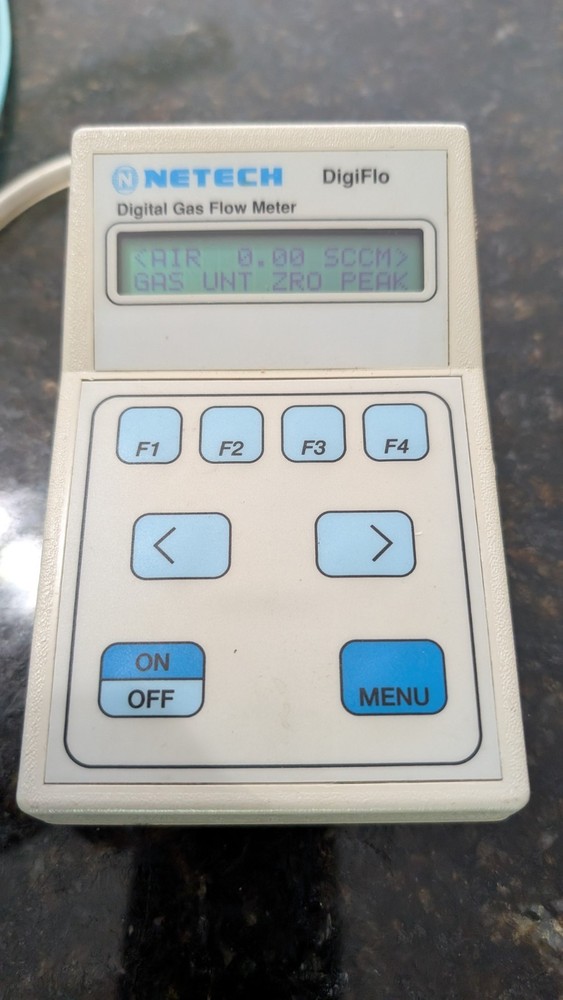 N NETECH DigiFlo
Digital Gas Flow Meter
<AIR 0.00 SCCM>
GAS UNT ZRO PEAK
F1 F2 F3 F4
< >
ON
OFF
MENU